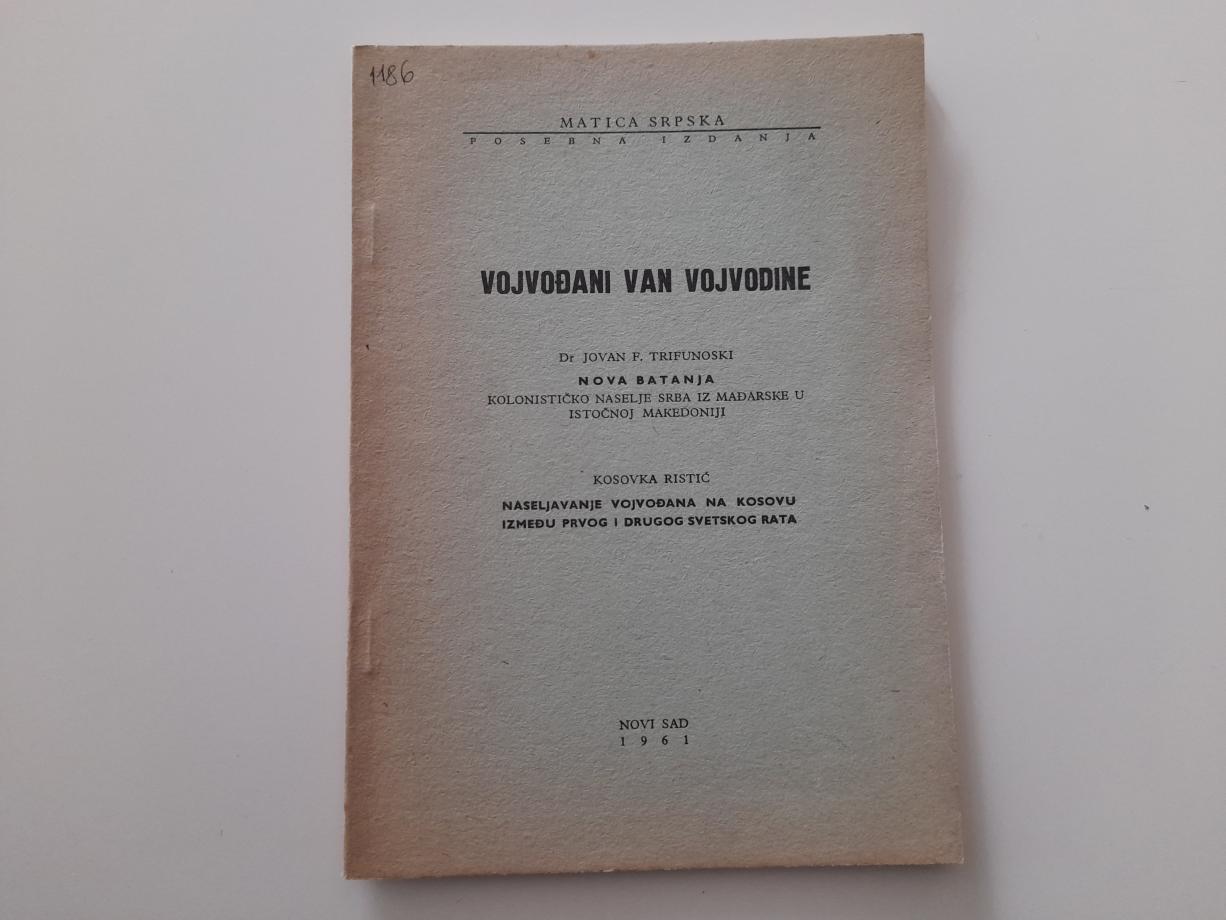 1186
MATICA SRPSKA
POSEBNA IZDANJA
VOJVOĐANI VAN VOJVODINE
Dr JOVAN F. TRIFUNOSKI
NOVA BATANJA
KOLONISTIČKO NASELJE SRBA IZ MAĐARSKE U
ISTOČNOJ MAKEDONIJI
KOSOVKA RISTIĆ
NASELJAVANJE VOJVOĐANA NA KOSOVU
IZMEĐU PRVOG I DRUGOG SVETSKOG RATA
NOVI SAD
1961